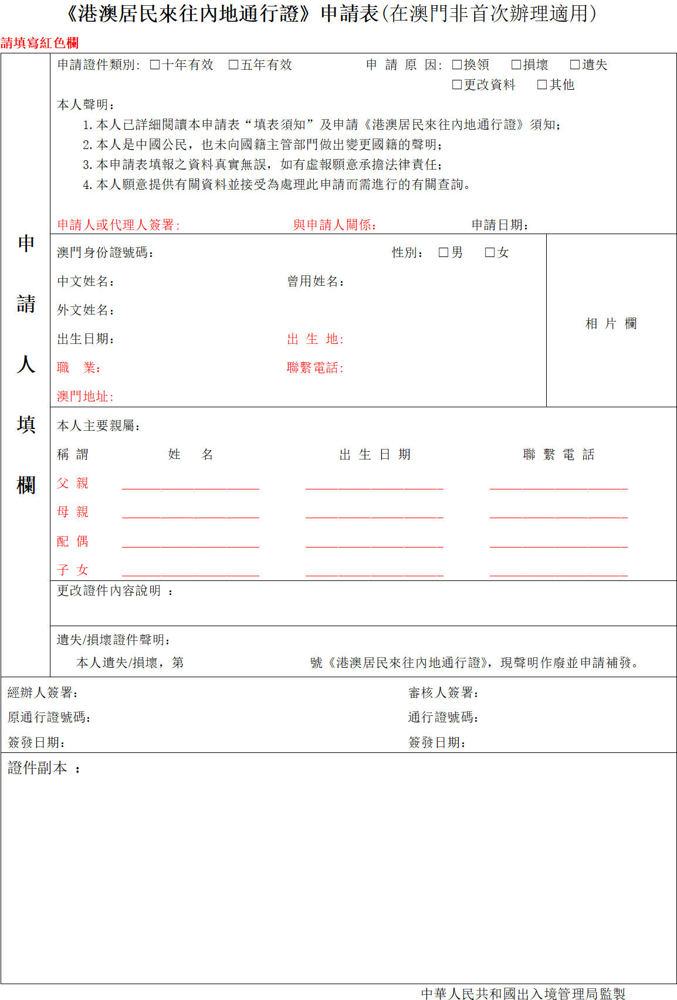 《港澳居民來往內地通行證》申請表(在澳門非首次辦理適用)
請填寫紅色欄
申請人填欄
申請證件類別: □十年有效 □五年有效 申 請 原 因: □換領 □損壞 □遺失
□更改資料 □其他
本人聲明：
1.本人已詳細閱讀本申請表“填表須知”及申請《港澳居民來往內地通行證》須知；
2.本人是中國公民，也未向國籍主管部門做出變更國籍的聲明；
3.本申請表填報之資料真實無誤，如有虛報願意承擔法律責任；
4.本人願意提供有關資料並接受為處理此申請而需進行的有關查詢。
申請人或代理人簽署: 與申請人關係： 申請日期：
澳門身份證號碼： 性別： □男 □女
中文姓名： 曾用姓名：
外文姓名：
相 片 欄
出生日期： 出 生 地:
職 業： 聯繫電話:
澳門地址:
本人主要親屬：
稱 謂 姓 名 出 生 日 期 聯 繫 電 話
父 親
母 親
配 偶
子 女
更改證件內容說明 ：
遺失/損壞證件聲明：
本人遺失/損壞，第 號《港澳居民來往內地通行證》，現聲明作廢並申請補發。
經辦人簽署： 審核人簽署：
原通行證號碼： 通行證號碼：
簽發日期： 簽發日期：
證件副本 ：
中華人民共和國出入境管理局監製